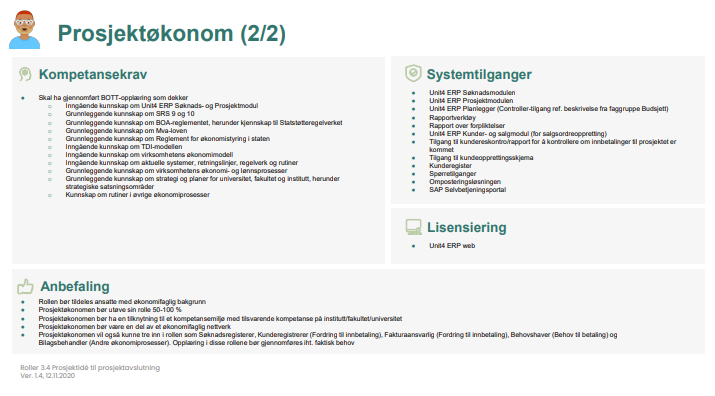 Prosjektøkonom (2/2)
Kompetansekrav
Skal ha gjennomført BOTT-opplæring som dekker
Inngående kunnskap om Unit4 ERP Søknads- og Prosjektmodul
Grunnleggende kunnskap om SRS 9 og 10
Grunnleggende kunnskap om BOA-reglementet, herunder kjennskap til Statstøtteregelverket
Grunnleggende kunnskap om Mva-loven
Grunnleggende kunnskap om Reglement for økonomistyring i staten
Inngående kunnskap om TDI-modellen
Inngående kunnskap om virksomhetens økonomimodell
Inngående kunnskap om aktuelle systemer, retningslinjer, regelverk og rutiner
Grunnleggende kunnskap om virksomhetens økonomi- og lønnsprosesser
Grunnleggende kunnskap om strategi og planer for universitet, fakultet og institutt, herunder
strategiske satsningsområder
Kunnskap om rutiner i øvrige økonomiprosesser
Systemtilganger
Unit4 ERP Søknadsmodulen
Unit4 ERP Prosjektmodulen
Unit4 ERP Planlegger (Controller-tilgang ref. beskrivelse fra faggruppe Budsjett)
Rapportverktøy
Rapport over forpliktelser
Unit4 ERP Kunder- og salgmodul (for salgsordreoppretting)
Tilgang til kundereskontro/rapport for å kontrollere om innbetalinger til prosjektet er
kommet
Tilgang til kundeopprettingsskjema
Kunderegister
Spørretilganger
Omposteringsløsningen
SAP Selvbetjeningsportal
Lisensiering
Unit4 ERP web
Anbefaling
Rollen bør tildeles ansatte med økonomifaglig bakgrunn
Prosjektøkonomen bør utøve sin rolle 50-100 %
Prosjektøkonomen bør ha en tilknytning til et kompetansemiljø med tilsvarende kompetanse på institutt/fakultet/universitet
Prosjektøkonomen bør være en del av et økonomifaglig nettverk
Prosjektøkonomen vil også kunne tre inn i rollen som Søknadsregisterer, Kunderegistrerer (Fordring til innbetaling), Fakturaansvarlig (Fordring til innbetaling), Behovshaver (Behov til betaling) og
Bilagsbehandler (Andre økonomiprosesser). Opplæring i disse rollene bør gjennomføres iht. faktisk behov
Roller 3.4 Prosjektidé til prosjektavslutning
Ver. 1.4, 12.11.2020